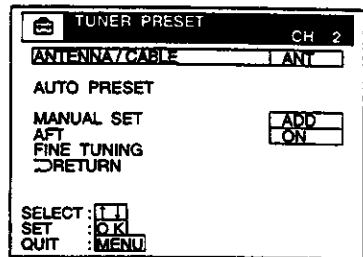 TUNER PRESET
CH 2
ANTENNA/CABLE ANT
AUTO PRESET
MANUAL SET ADD
AFT ON
FINE TUNING
⊃RETURN
SELECT : ↑↓
SET : OK
QUIT : MENU